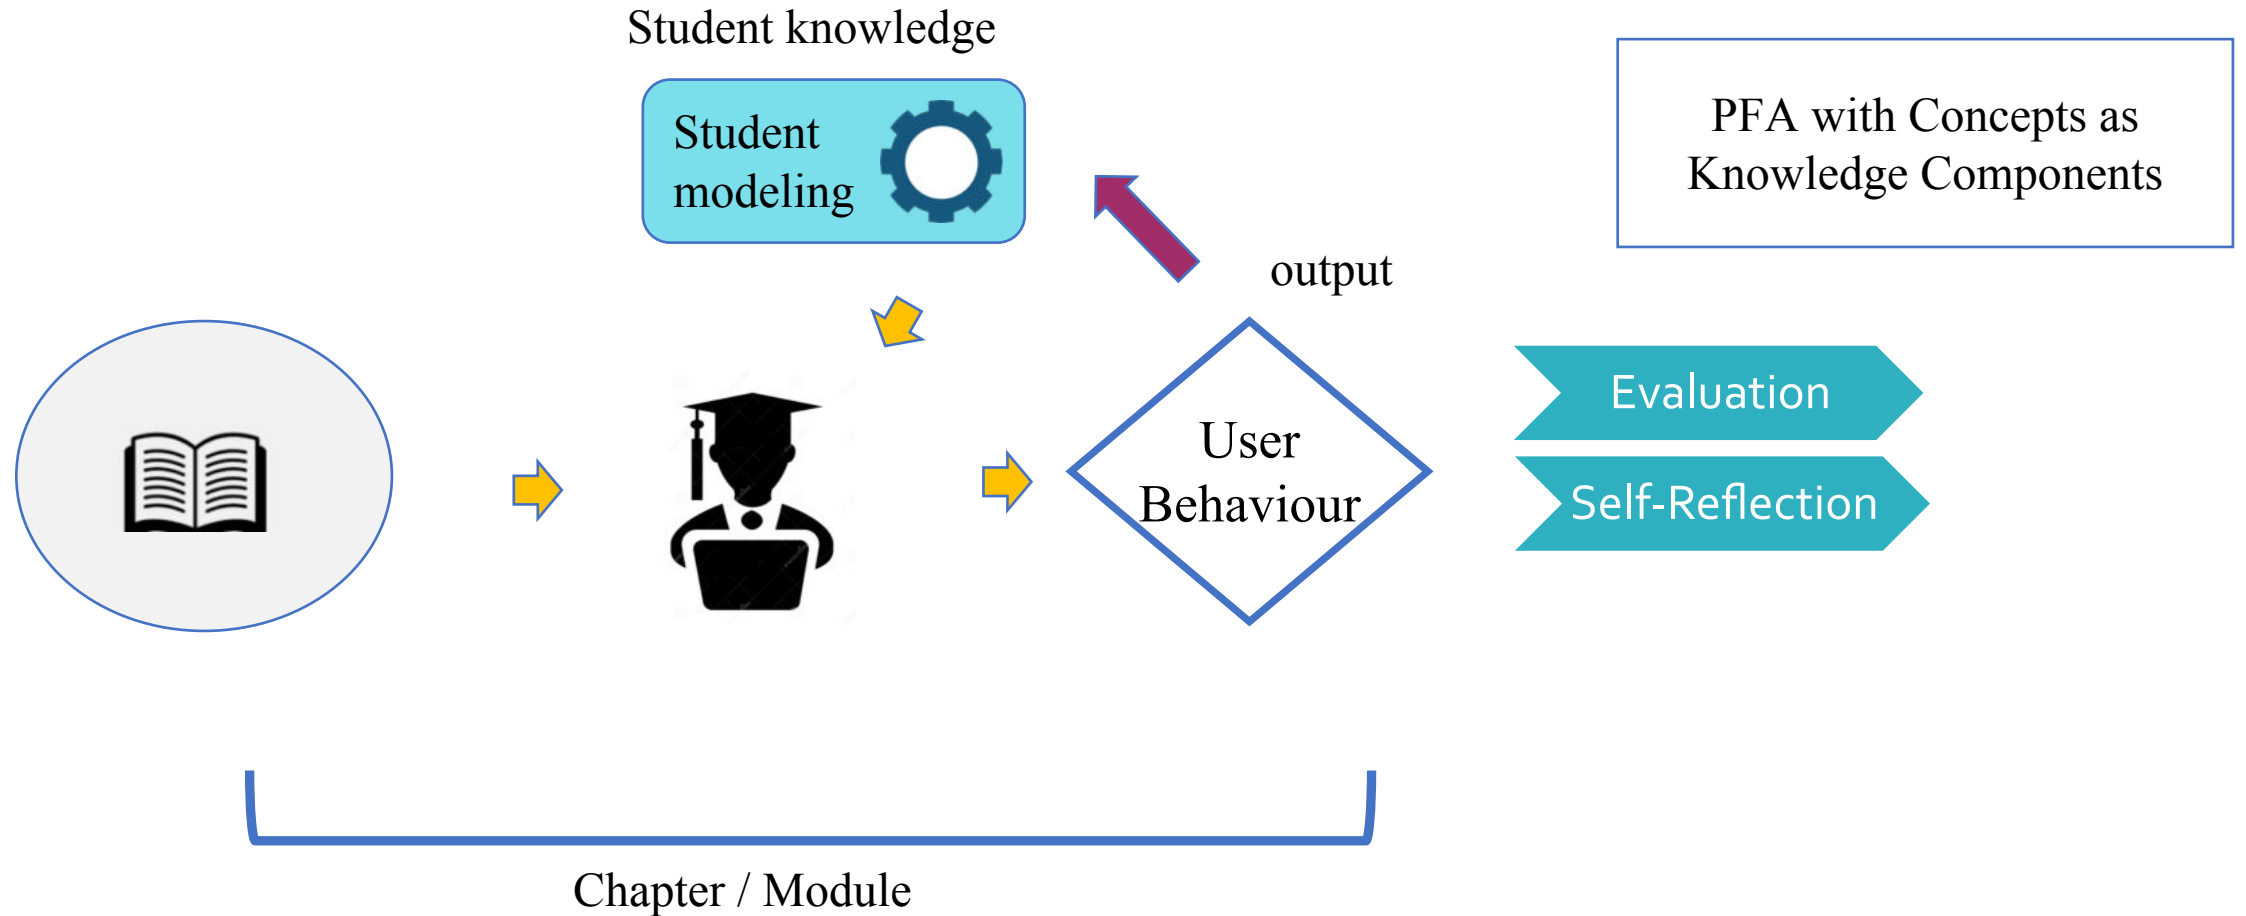 Student knowledge
Student
modeling
PFA with Concepts as
Knowledge Components
output
User
Behaviour
Evaluation
Self-Reflection
Chapter / Module